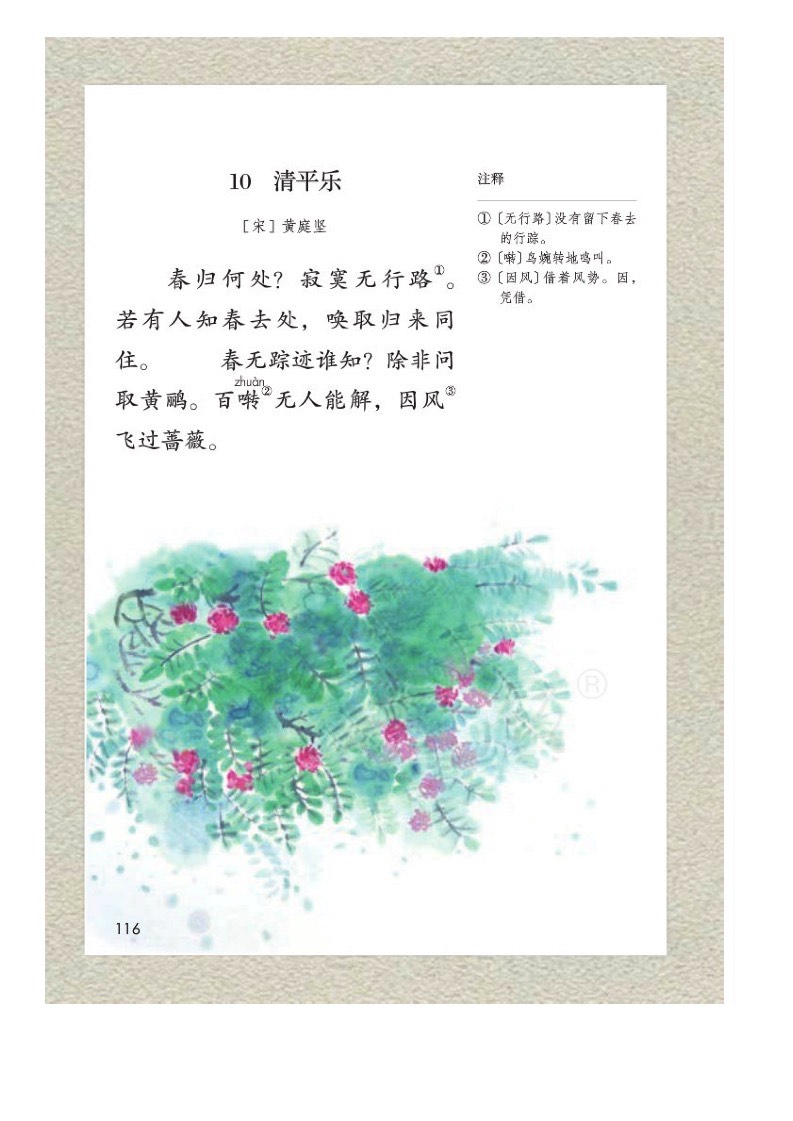 10 清平乐
［宋］黄庭坚
春归何处？寂寞无行路①。
若有人知春去处，唤取归来同
住。 春无踪迹谁知？除非问
zhuàn
取黄鹂。百啭②无人能解，因风③
飞过蔷薇。
注释
①〔无行路〕没有留下春去
的行踪。
②〔啭〕鸟婉转地鸣叫。
③〔因风〕借着风势。因，
凭借。
®
116